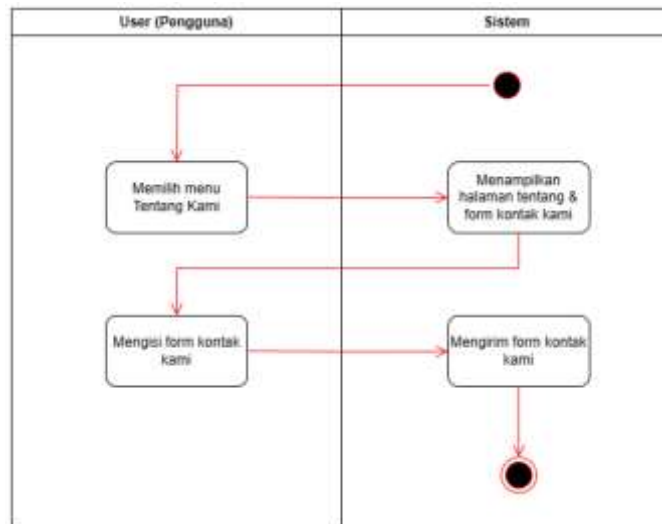 User (Pengguna)
Sistem
Memilih menu
Tentang Kami
Menampilkan
halaman tentang &
form kontak kami
Mengisi form kontak
kami
Mengirim form kontak
kami